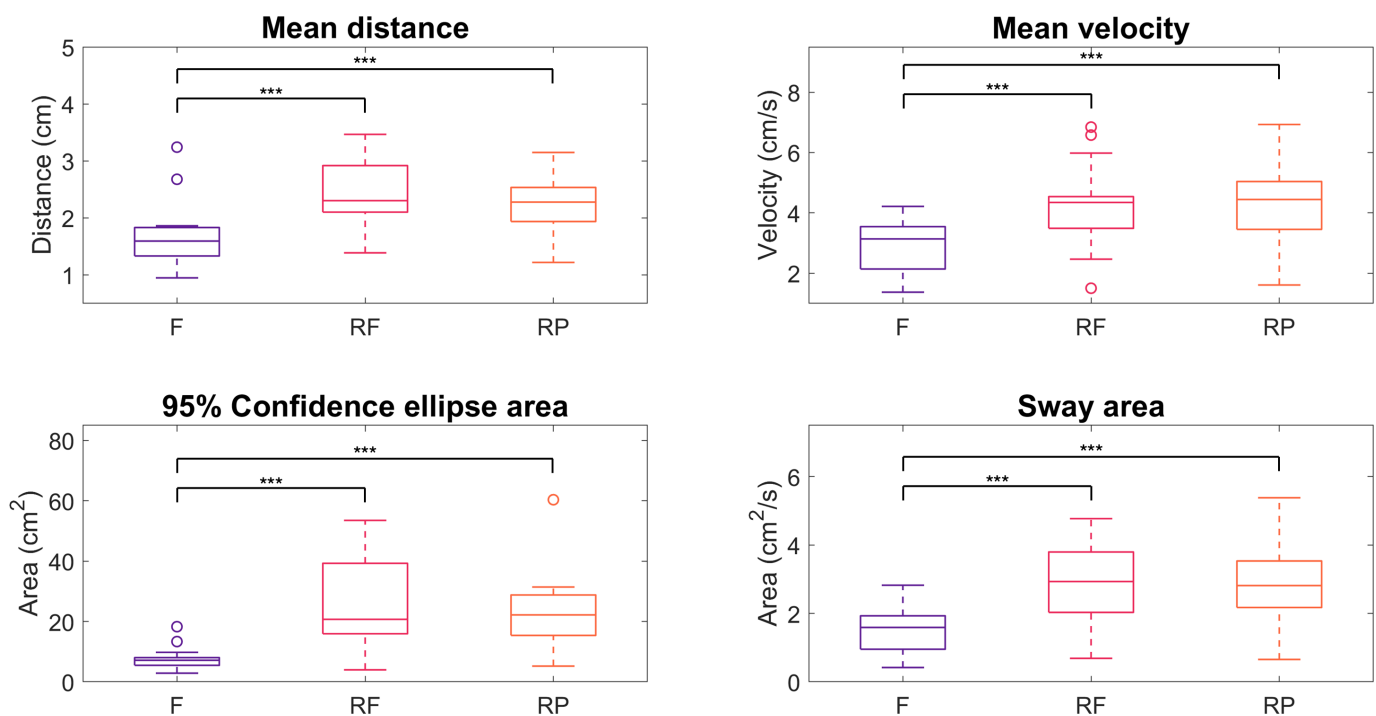 Mean distance
Distance (cm)
5
4
3
2
1
***
***
F RF RP
Mean velocity
Velocity (cm/s)
8
6
4
2
***
***
F RF RP
95% Confidence ellipse area
Area (cm²)
80
60
40
20
0
***
***
F RF RP
Sway area
Area (cm²/s)
6
4
2
0
***
***
F RF RP